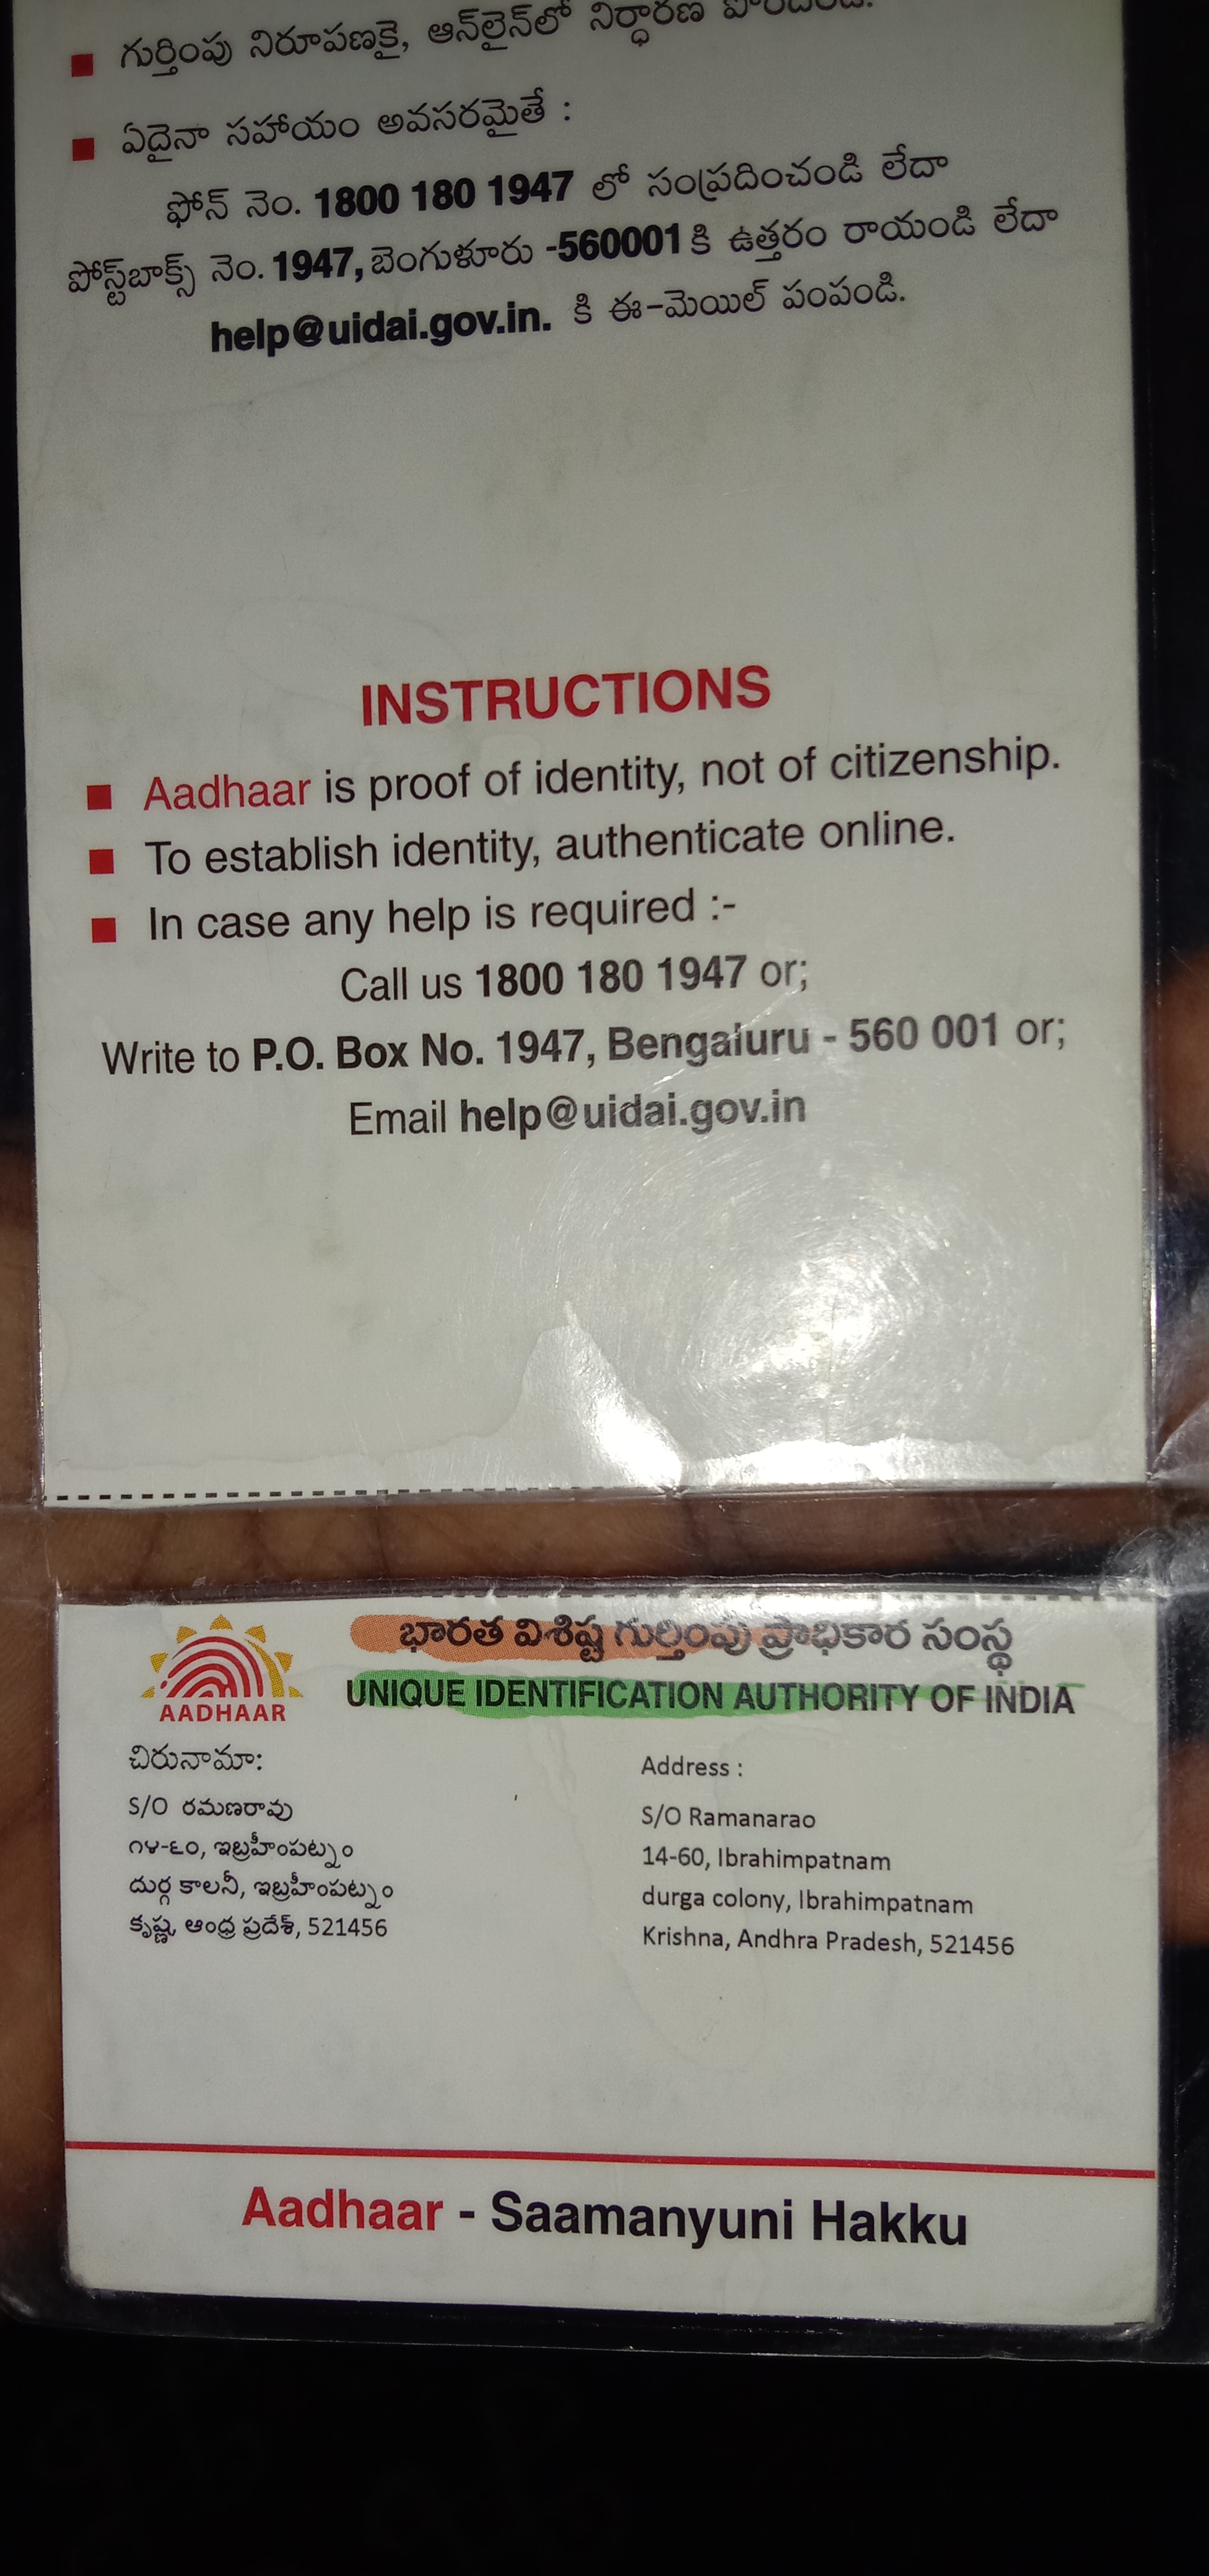 గుర్తింపు నిరూపణకై, ఆన్‌లైన్‌లో నిర్ధారణ
ఏదైనా సహాయం అవసరమైతే :
ఫోన్ నెం. 1800 180 1947 లో సంప్రదించండి లేదా
పోస్ట్‌బాక్స్ నెం. 1947, బెంగుళూరు -560001 కి ఉత్తరం రాయండి లేదా
help@uidai.gov.in. కి ఈ-మెయిల్ పంపండి.
INSTRUCTIONS
Aadhaar is proof of identity, not of citizenship.
To establish identity, authenticate online.
In case any help is required :-
Call us 1800 180 1947 or;
Write to P.O. Box No. 1947, Bengaluru - 560 001 or;
Email help@uidai.gov.in
భారత విశిష్ట గుర్తింపు ప్రాధికార సంస్థ
UNIQUE IDENTIFICATION AUTHORITY OF INDIA
AADHAAR
చిరునామా:
S/O రమణరావు
౧౪-౬౦, ఇబ్రహీంపట్నం
దుర్గ కాలనీ, ఇబ్రహీంపట్నం
కృష్ణ, ఆంధ్ర ప్రదేశ్, 521456
Address :
S/O Ramanarao
14-60, Ibrahimpatnam
durga colony, Ibrahimpatnam
Krishna, Andhra Pradesh, 521456
Aadhaar - Saamanyuni Hakku